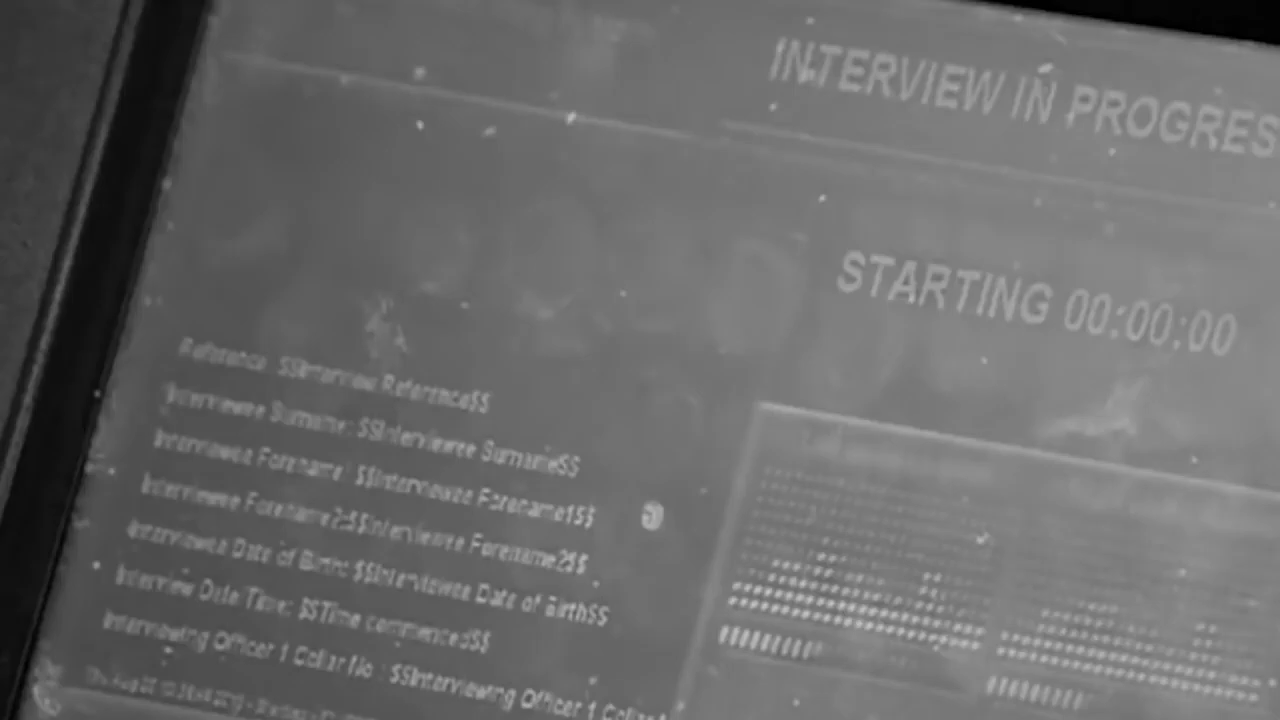 INTERVIEW IN PROGRES
STARTING 00:00:00
Reference: $$Interview Reference$$
Interviewee Surname: $$Interviewee Surname$$
Interviewee Forename: $$Interviewee Forename1$$
Interviewee Forename2:$$Interviewee Forename2$$
Interviewee Date of Birth: $$Interviewee Date of Birth$$
Interview Date Time: $$Time commenced$$
Interviewing Officer 1 Collar No : $$Interviewing Officer 1 Collar